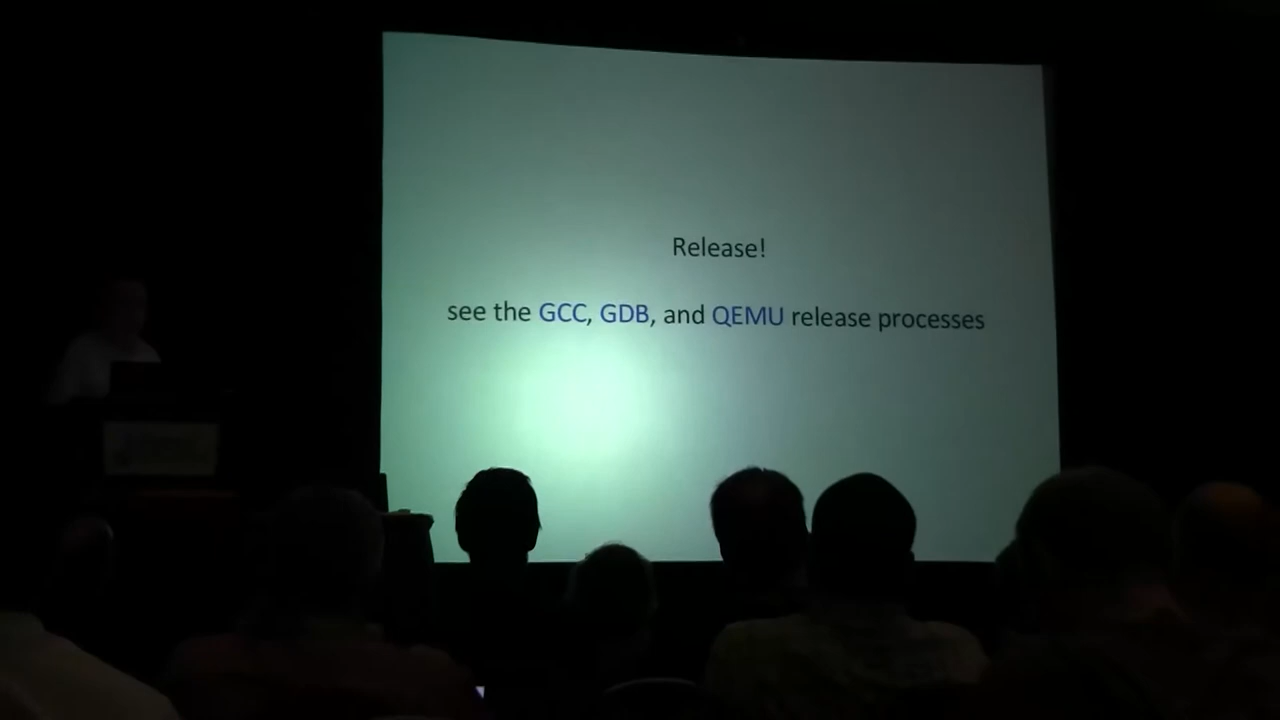 Release!
see the GCC, GDB, and QEMU release processes